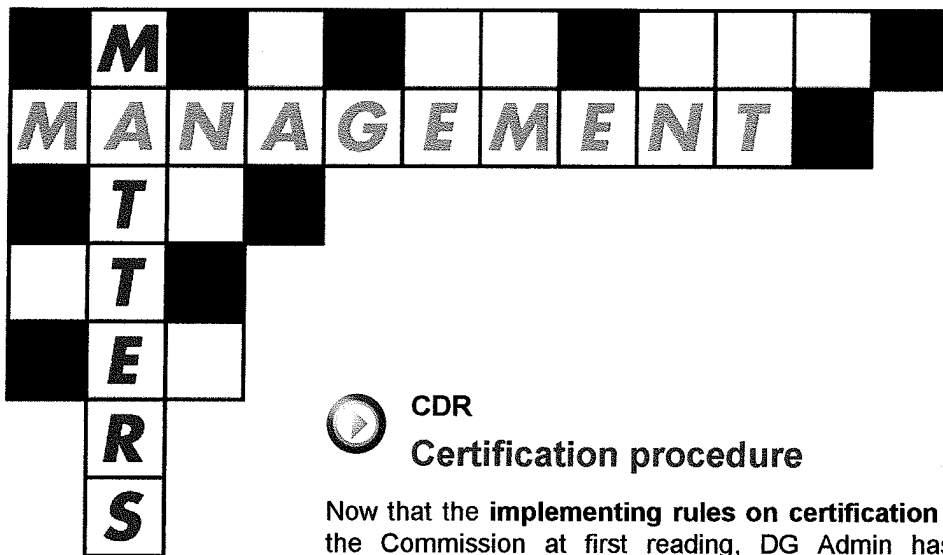 MANAGEMENT
MATTERS
CDR
Certification procedure
Now that the implementing rules on certification
the Commission at first reading, DG Admin has